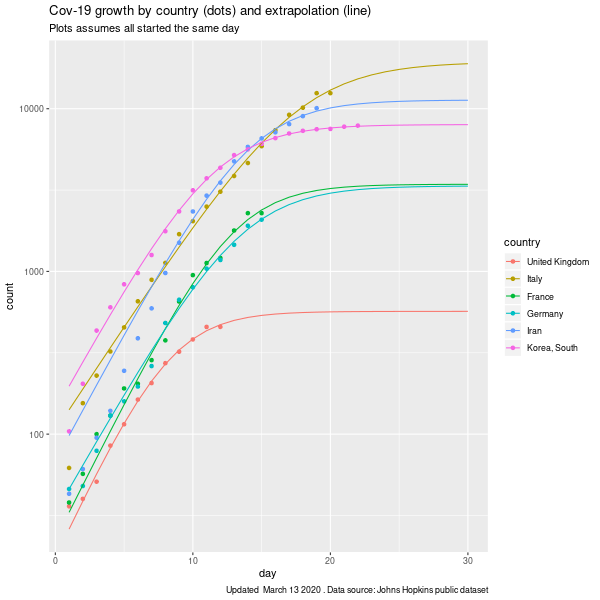 Cov-19 growth by country (dots) and extrapolation (line)
Plots assumes all started the same day
10000
1000
100
count
0
10
20
30
day
country
United Kingdom
Italy
France
Germany
Iran
Korea, South
Updated March 13 2020 . Data source: Johns Hopkins public dataset